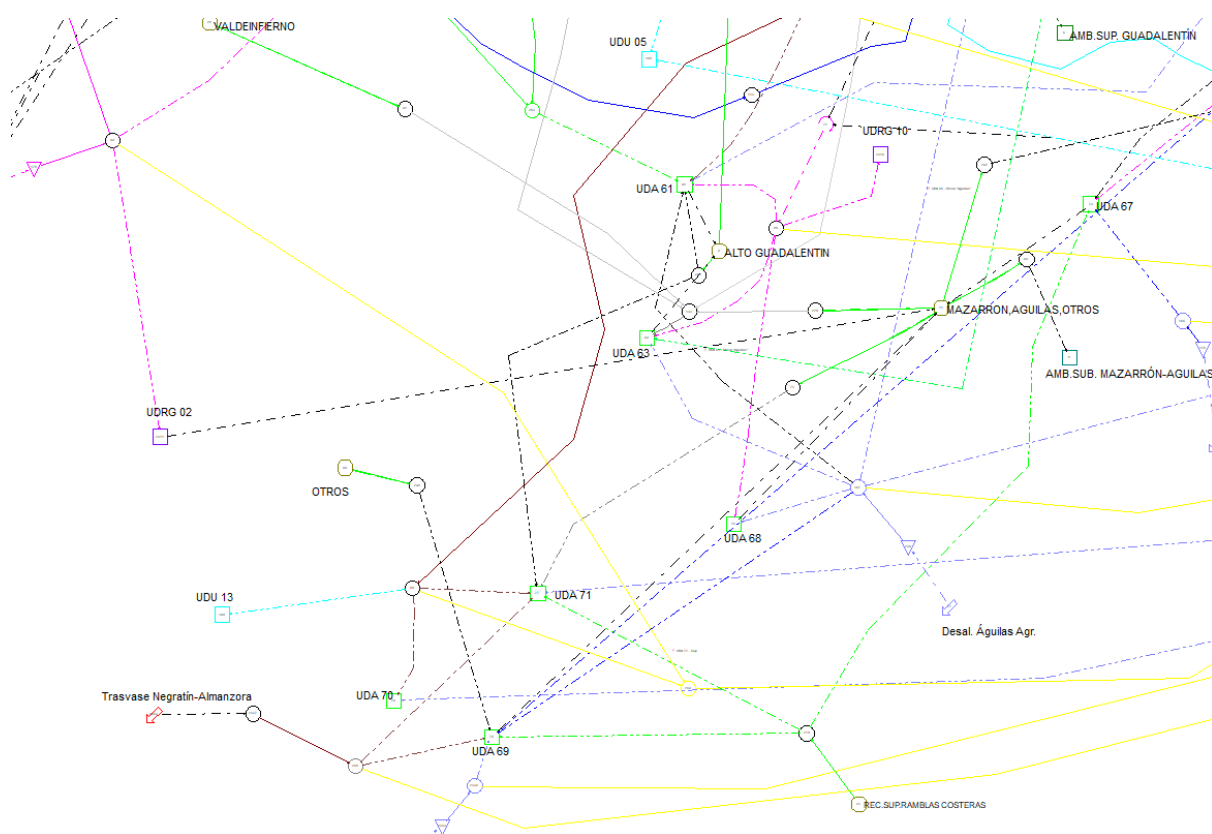 VALDEINFIERNO
UDU 05
AMB.SUP. GUADALENTÍN
UDRG 10
UDA 61
UDA 67
ALTO GUADALENTIN
MAZARRON,AGUILAS,OTROS
UDA 63
AMB.SUB. MAZARRÓN-AGUILAS
UDRG 02
OTROS
UDA 68
UDA 71
UDU 13
Desal. Águilas Agr.
UDA 70
Trasvase Negratín-Almanzora
UDA 69
REC.SUP.RAMBLAS COSTERAS